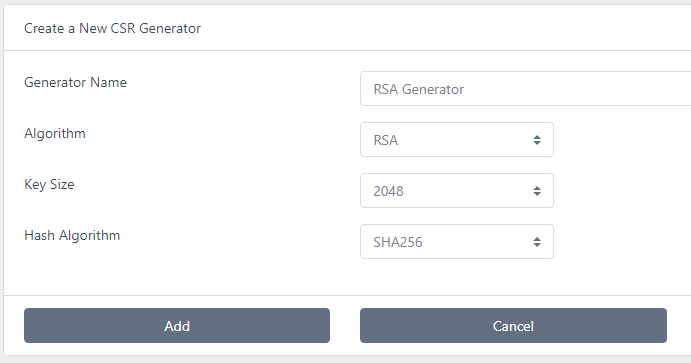 Create a New CSR Generator
Generator Name
RSA Generator
Algorithm
RSA
Key Size
2048
Hash Algorithm
SHA256
Add
Cancel